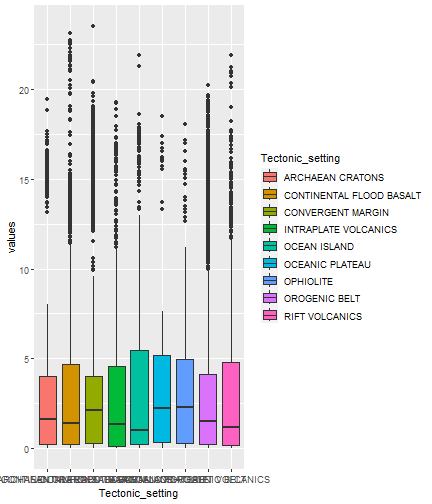 20
15
values
10
5
0
Tectonic_setting
Tectonic_setting
ARCHAEAN CRATONS
CONTINENTAL FLOOD BASALT
CONVERGENT MARGIN
INTRAPLATE VOLCANICS
OCEAN ISLAND
OCEANIC PLATEAU
OPHIOLITE
OROGENIC BELT
RIFT VOLCANICS